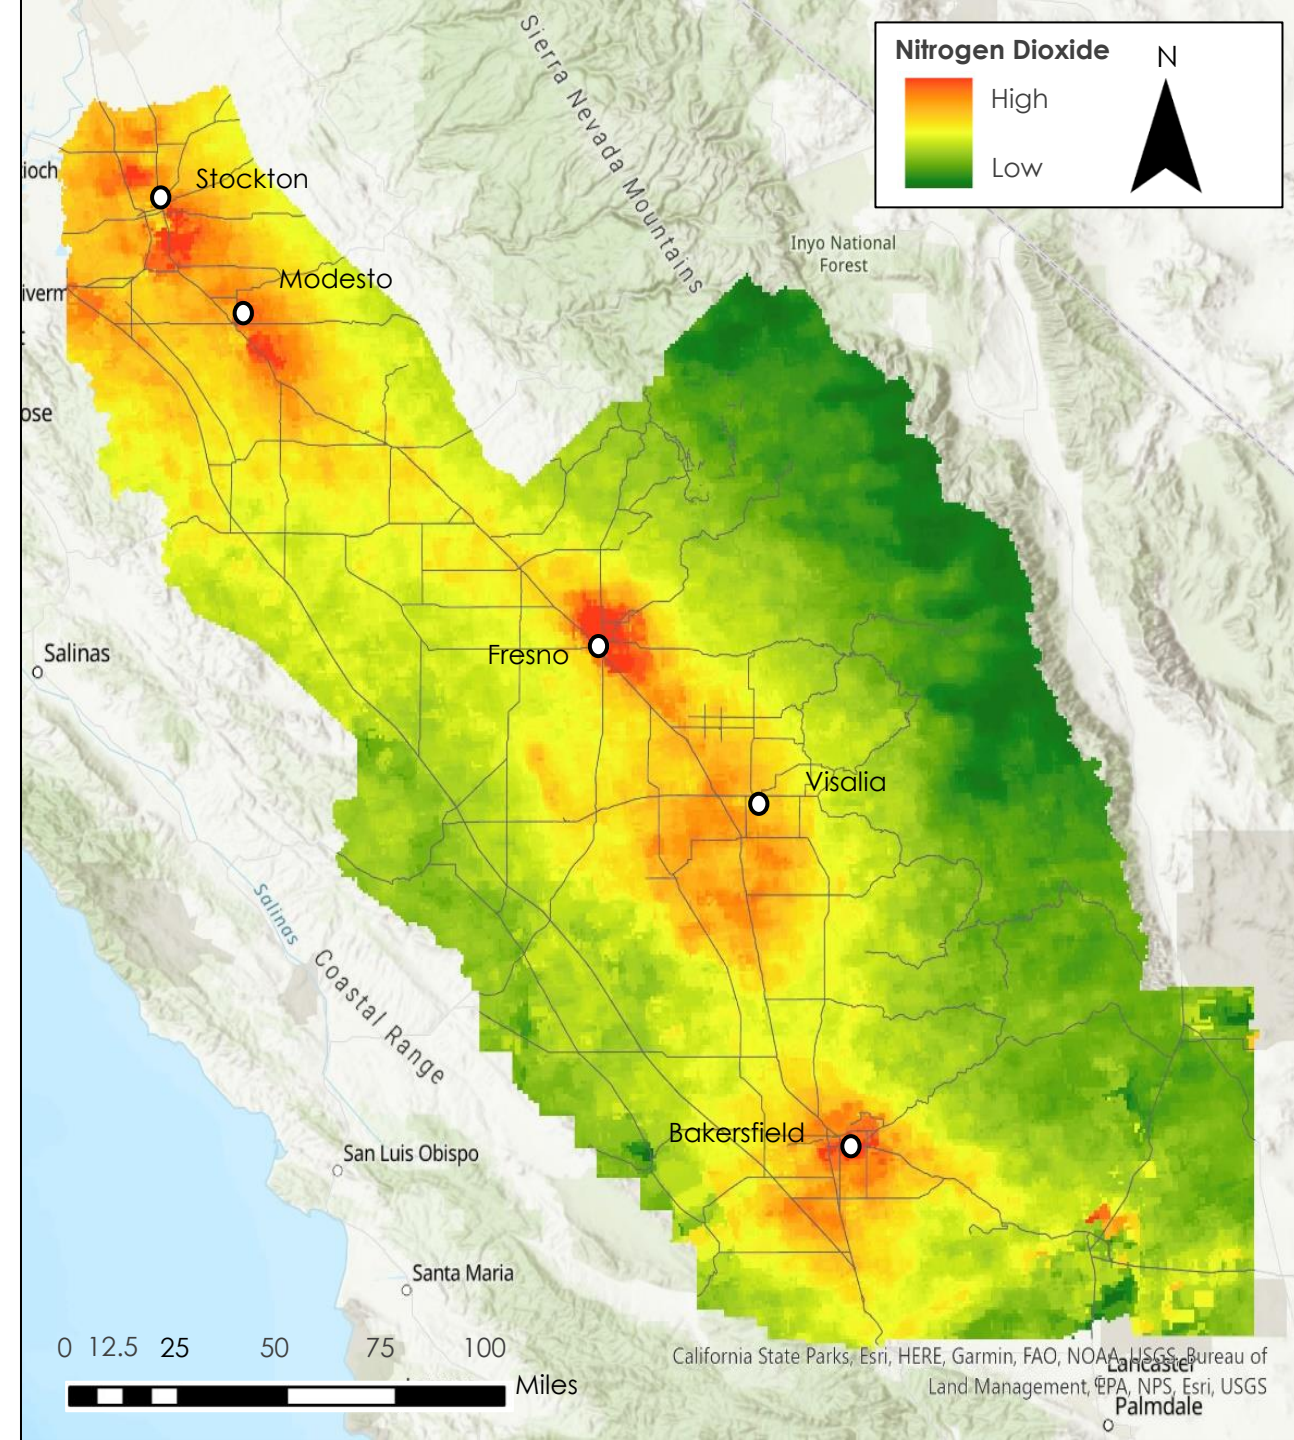 Nitrogen Dioxide
N
High
Low
Sierra Nevada Mountains
ioch
Stockton
Inyo National
Forest
Modesto
iverm
ose
Salinas
Fresno
Visalia
Salinas
Coastal Range
Bakersfield
San Luis Obispo
Santa Maria
0 12.5 25 50 75 100
Miles
California State Parks, Esri, HERE, Garmin, FAO, NOAA, USGS, Bureau of
Land Management, EPA, NPS, Esri, USGS
Lancaster
Palmdale